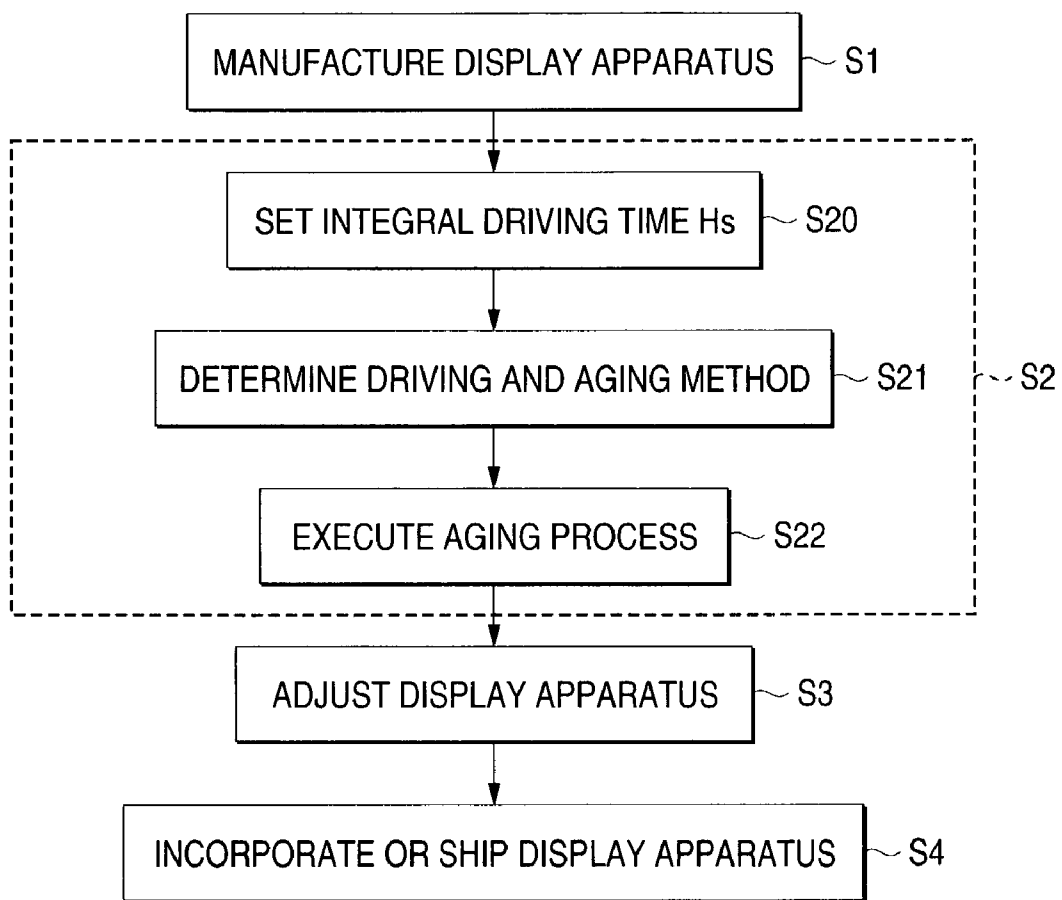 MANUFACTURE DISPLAY APPARATUS S1
SET INTEGRAL DRIVING TIME Hs S20
DETERMINE DRIVING AND AGING METHOD S21 S2
EXECUTE AGING PROCESS S22
ADJUST DISPLAY APPARATUS S3
INCORPORATE OR SHIP DISPLAY APPARATUS S4